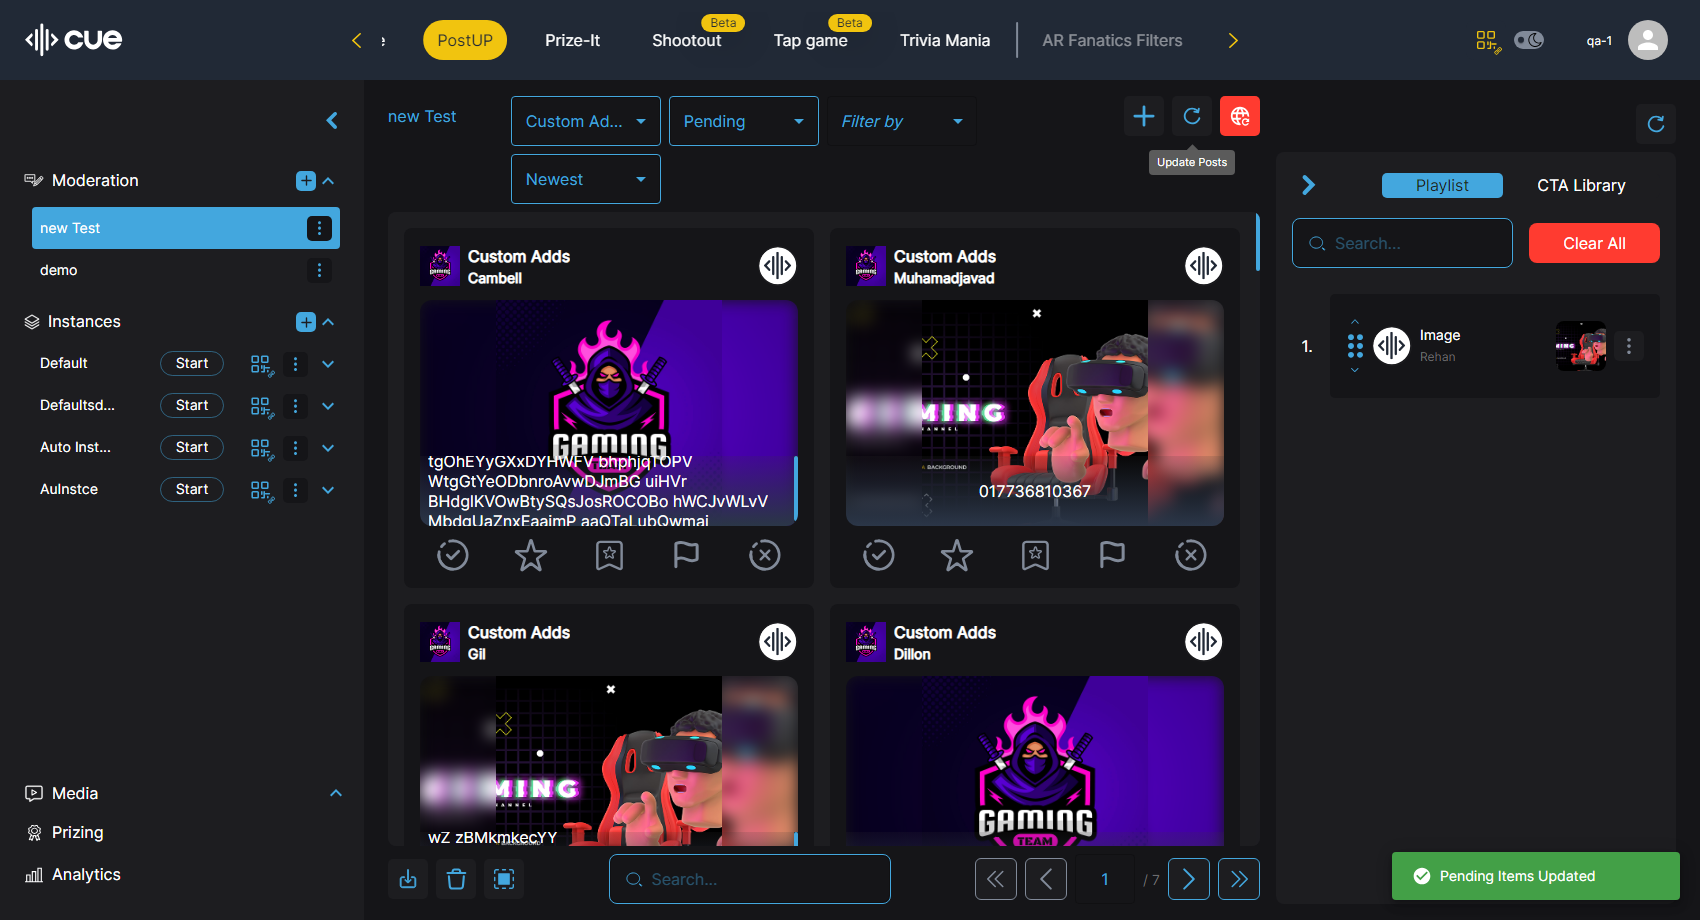 cue
e
PostUP
Prize-It
Beta
Shootout
Beta
Tap game
Trivia Mania
AR Fanatics Filters
qa-1
Moderation
new Test
demo
Instances
Default
Start
Defaultsd...
Start
Auto Inst...
Start
AuInstce
Start
Media
Prizing
Analytics
new Test
Custom Ad...
Pending
Filter by
Newest
Update Posts
Custom Adds
Cambell
GAMING
tgOhEYyGXxDYHWFV bhphjqTOPV
WtgGtYeODbnroAvwDJmBG uiHVr
BHdglKVOwBtySQsJosROCOBo hWCJvWLvV
MbdgUaZnxEaaimP aaQTaLubQwmai
Custom Adds
Muhamadjavad
MING
CHANNEL
BACKGROUND
017736810367
Custom Adds
Gil
MING
wZ zBMkmkecYY
Custom Adds
Dillon
GAMING
TEAM
Search...
1
/ 7
Playlist
CTA Library
Search...
Clear All
1.
Image
Rehan
Pending Items Updated